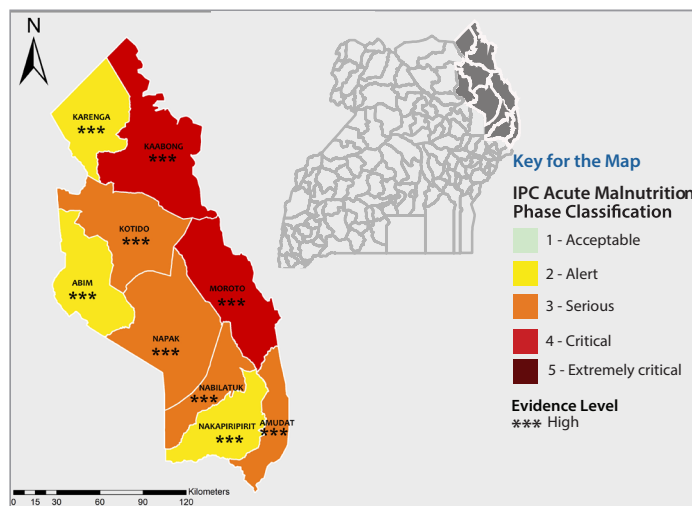 N
KARENGA
***
KAABONG
***
KOTIDO
***
ABIM
***
MOROTO
***
NAPAK
***
NABILATUK
***
NAKAPIRIPIRIT
***
AMUDAT
***
Kilometers
0 15 30 60 90 120
Key for the Map
IPC Acute Malnutrition
Phase Classification
1 - Acceptable
2 - Alert
3 - Serious
4 - Critical
5 - Extremely critical
Evidence Level
*** High